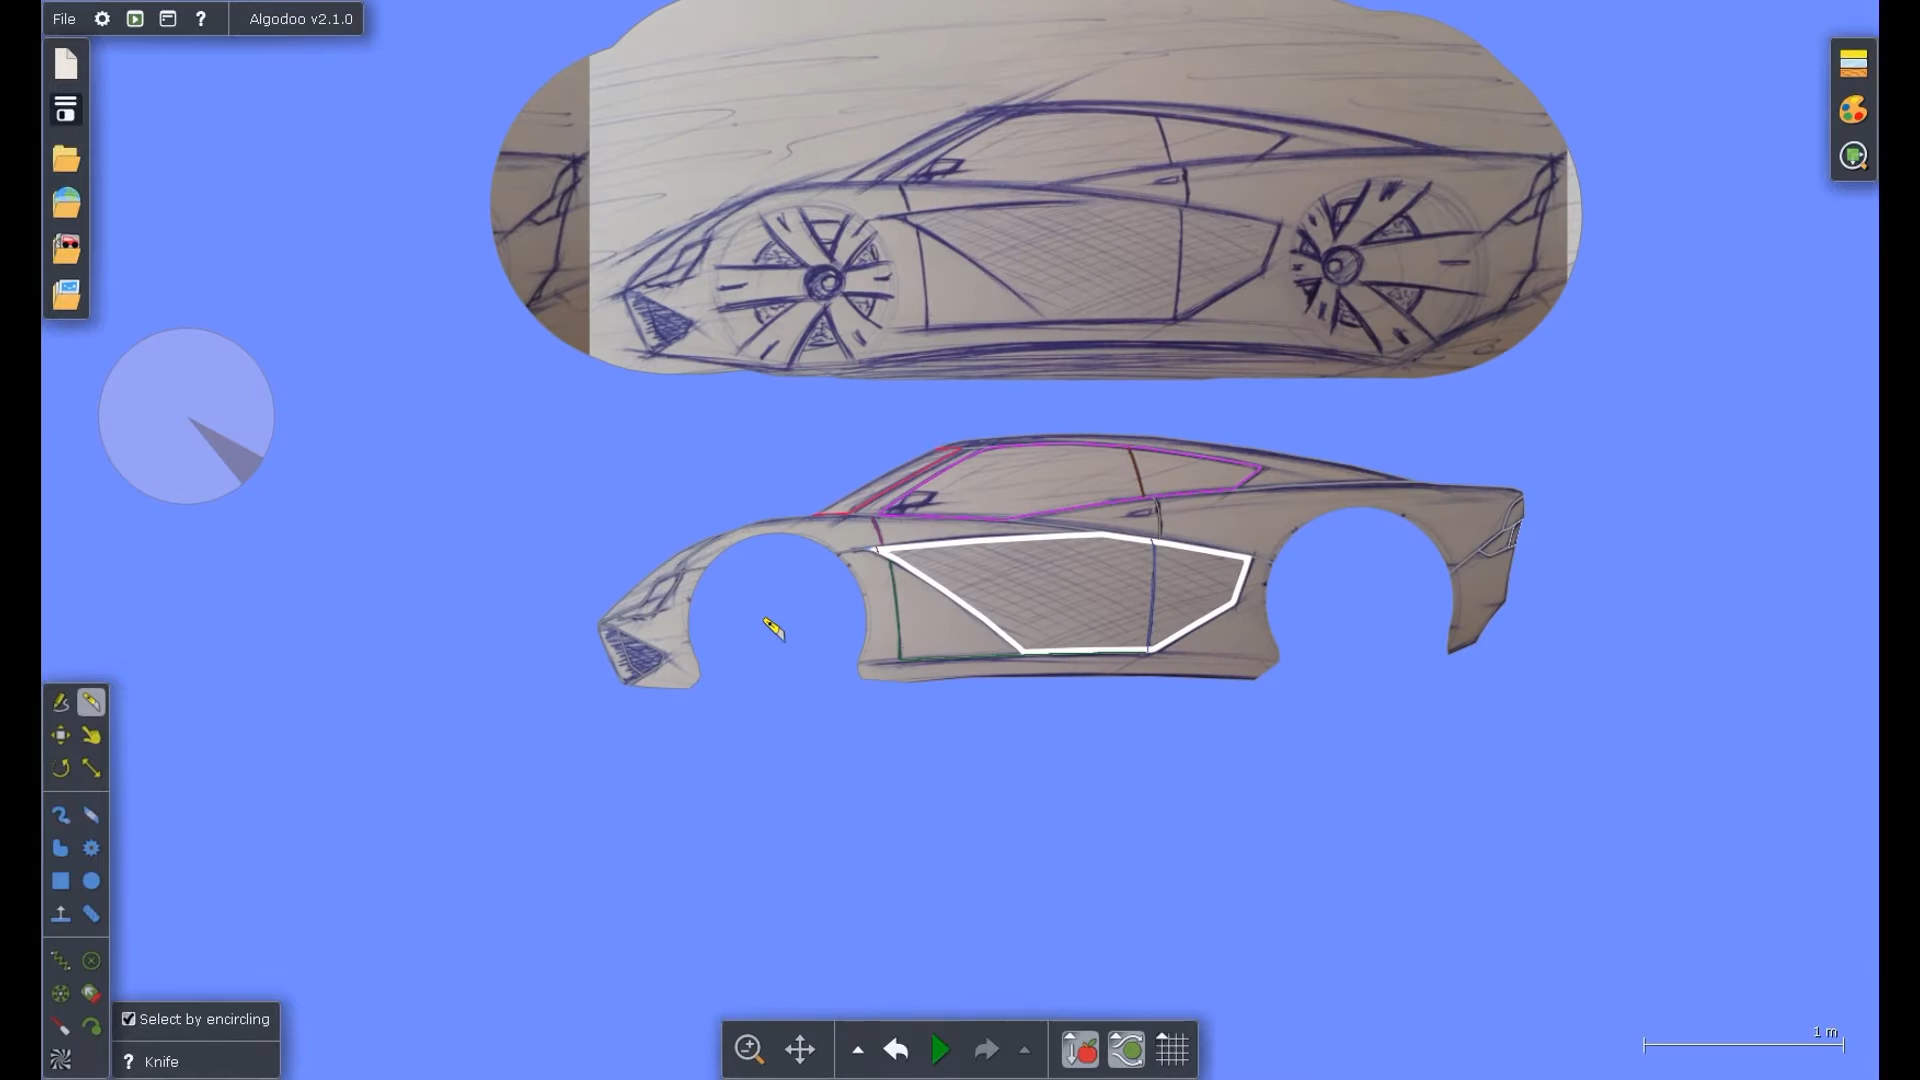 File ? Algodoo v2.1.0
Select by encircling
? Knife
1 m